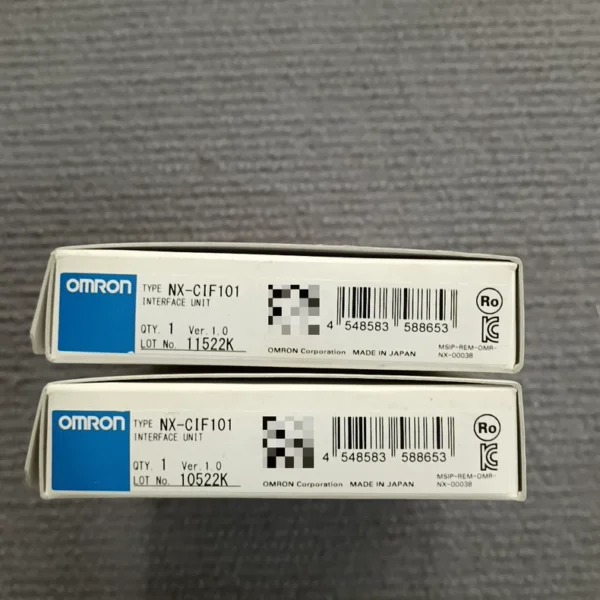 OMRON
TYPE NX-CIF101
INTERFACE UNIT
QTY. 1 Ver. 1.0
LOT No. 11522K
4 548583 588653
OMRON Corporation MADE IN JAPAN
Ro
MSIP-REM-OMR-
NX-00038
OMRON
TYPE NX-CIF101
INTERFACE UNIT
QTY. 1 Ver. 1.0
LOT No. 10522K
4 548583 588653
OMRON Corporation MADE IN JAPAN
Ro
MSIP-REM-OMR-
NX-00038